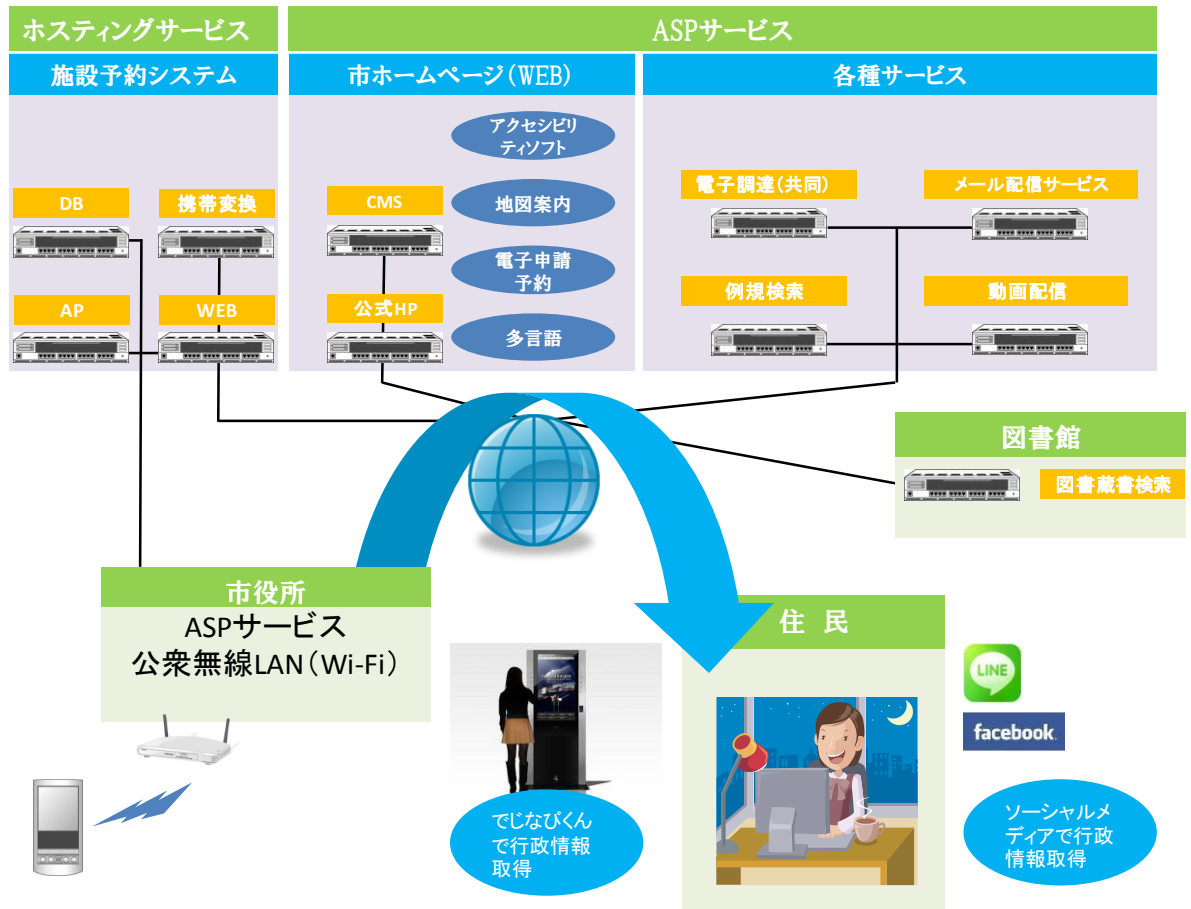 ホスティングサービス
ASPサービス
施設予約システム
市ホームページ（WEB）
各種サービス
DB
携帯変換
AP
WEB
CMS
公式HP
アクセシビリ
ティソフト
地図案内
電子申請
予約
多言語
電子調達（共同）
メール配信サービス
例規検索
動画配信
図書館
図書蔵書検索
市役所
ASPサービス
公衆無線LAN（Wi-Fi）
住 民
でじなびくん
で行政情報
取得
LINE
facebook
ソーシャルメ
ディアで行政
情報取得